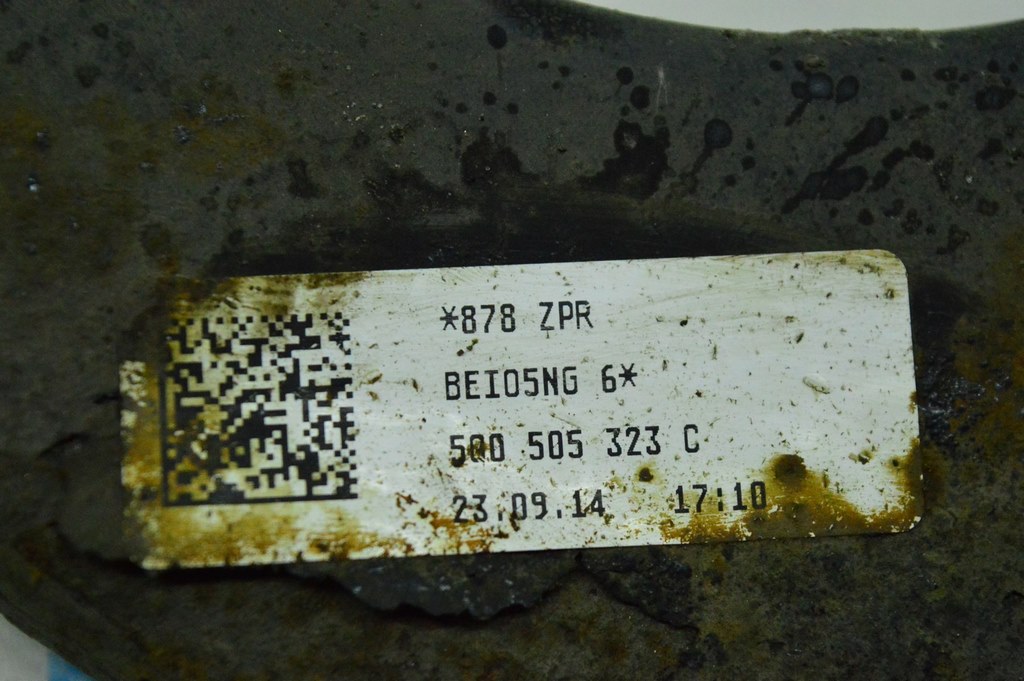 *878 ZPR
BEI05NG 6*
5Q0 505 323 C
23.09.14 17:10